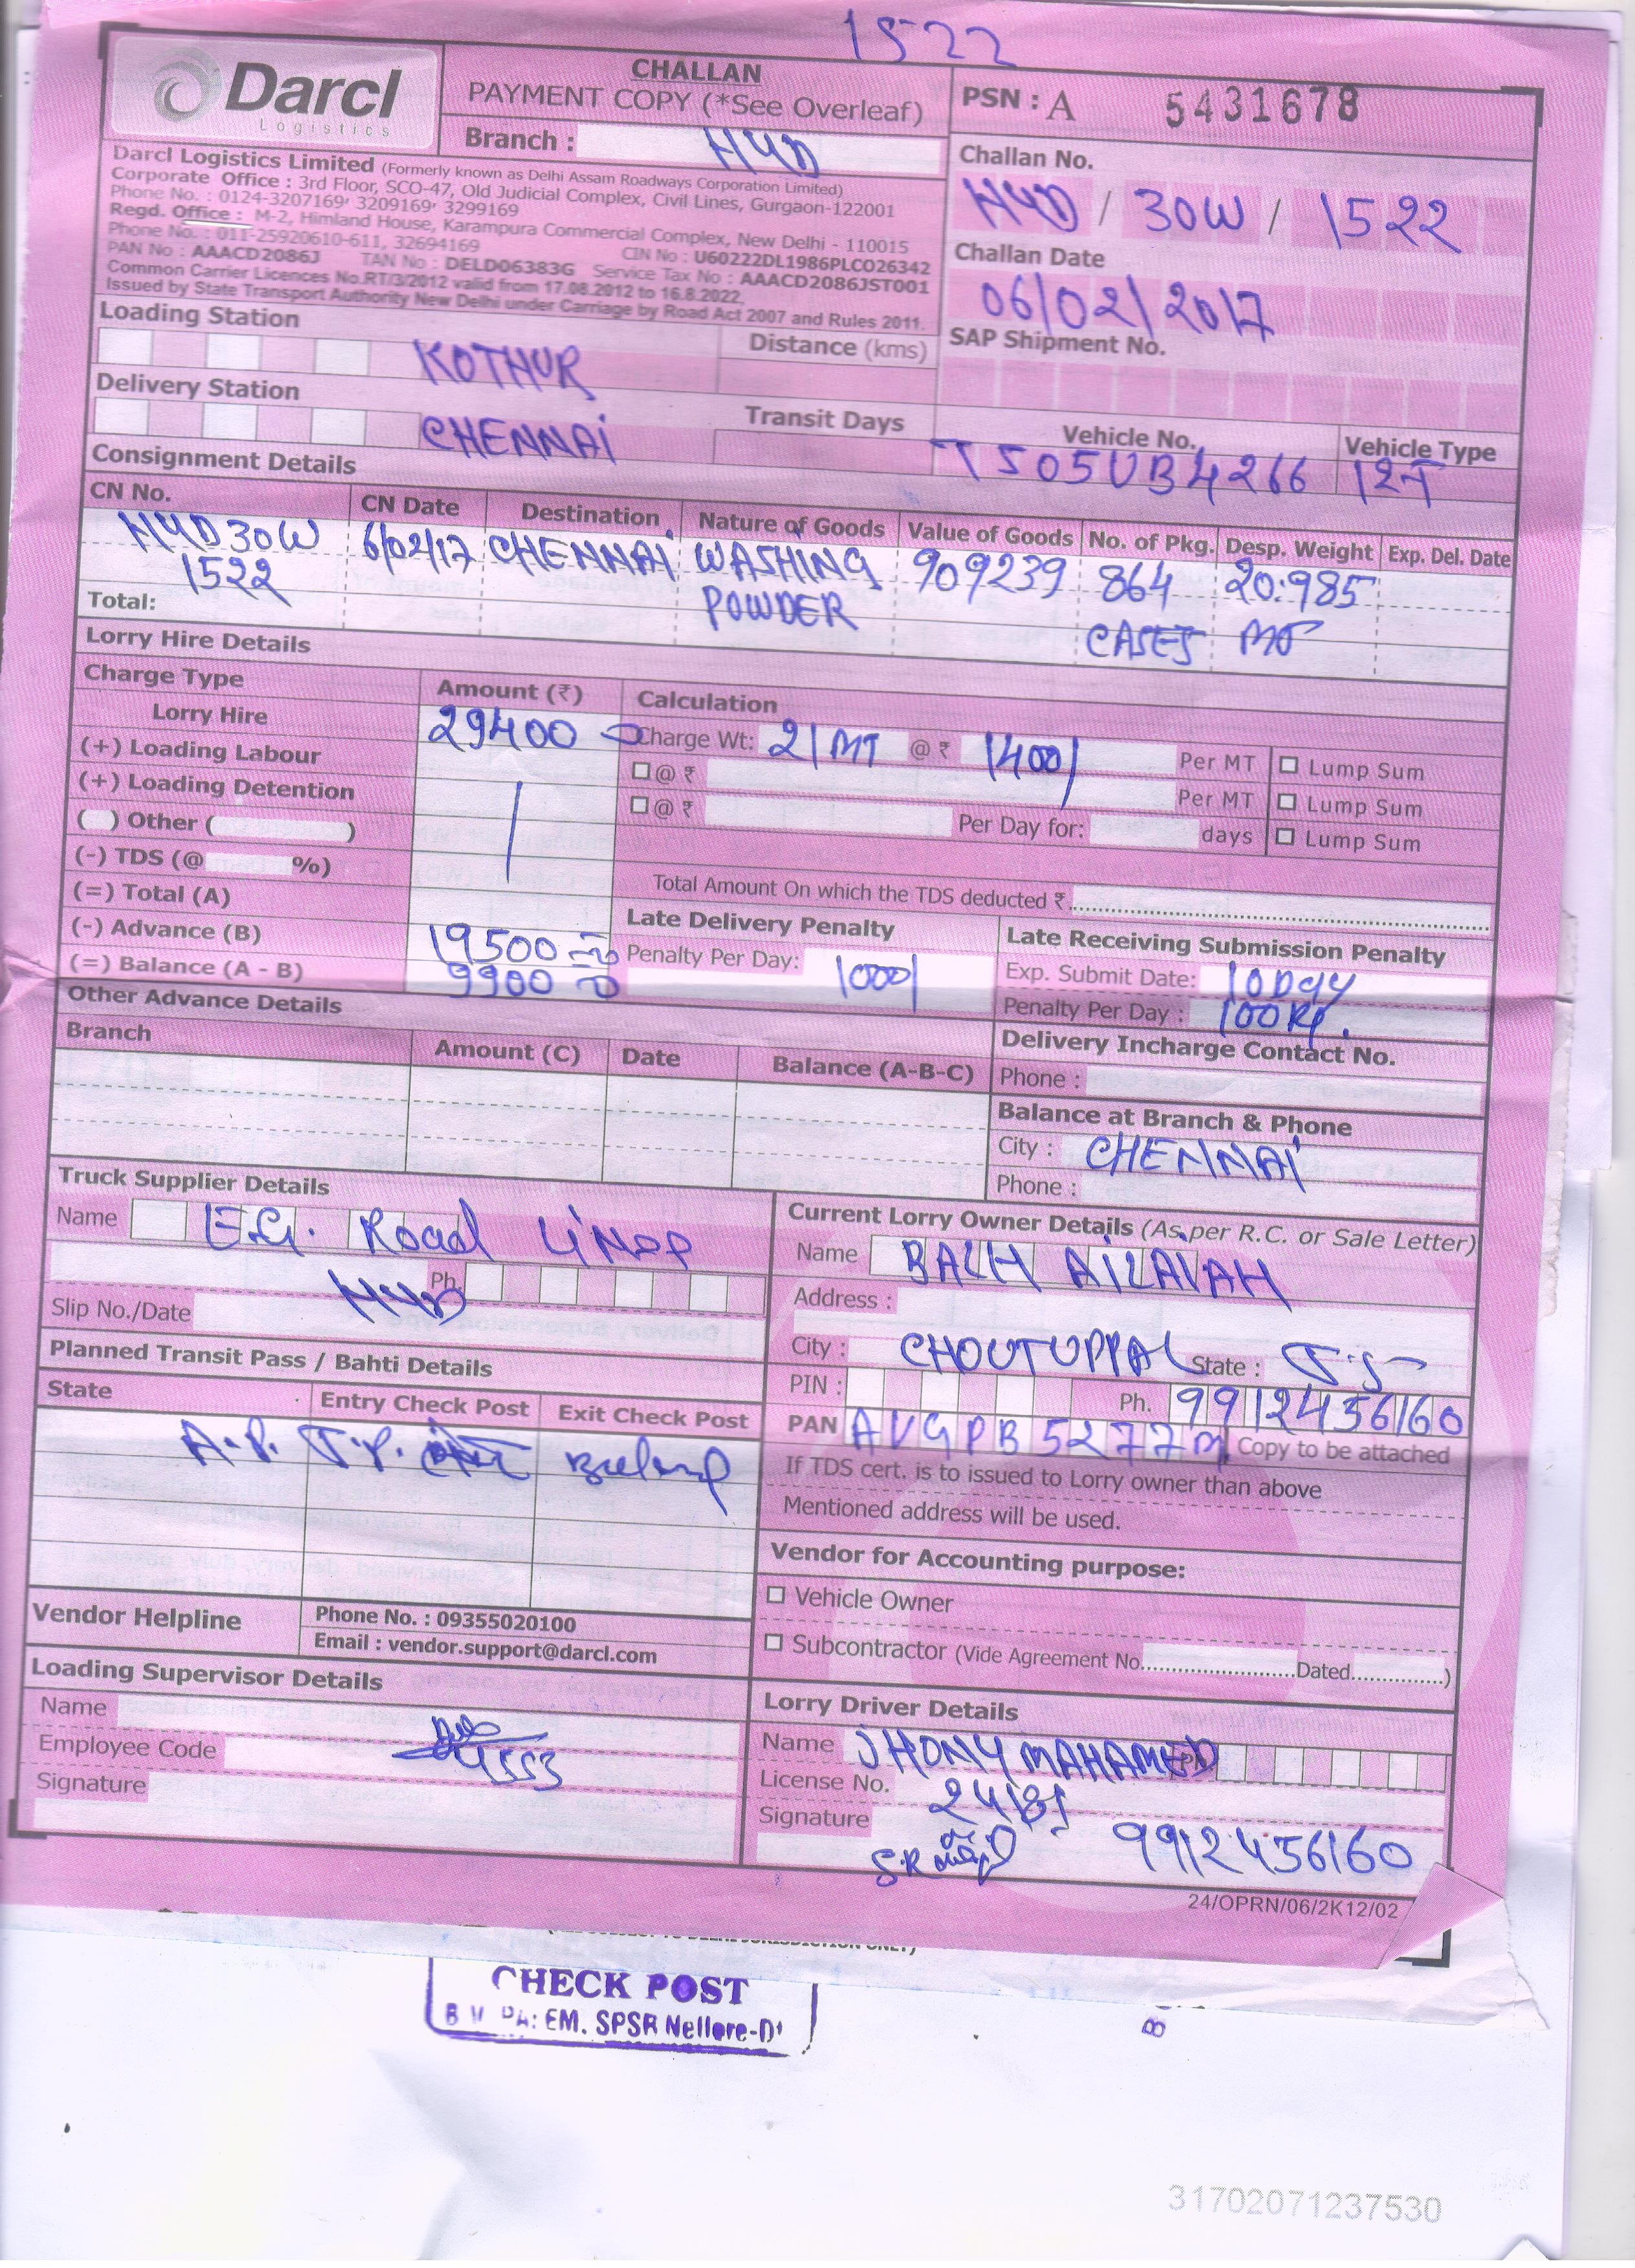 1522
Darcl
Logistics
CHALLAN
PAYMENT COPY (*See Overleaf)
Branch : HYD
PSN : A 5431678
Darcl Logistics Limited (Formerly known as Delhi Assam Roadways Corporation Limited)
Corporate Office : 3rd Floor, SCO-47, Old Judicial Complex, Civil Lines, Gurgaon-122001
Phone No. : 0124-3207169, 3209169, 3299169
Regd. Office : M-2, Himland House, Karampura Commercial Complex, New Delhi - 110015
Phone No. : 011-25920610-611, 32694169
CIN No : U60222DL1986PLCO26342
PAN No : AAACD2086J TAN No : DELD06383G Service Tax No : AAACD2086JST001
Common Carrier Licences No.RT/3/2012 valid from 17.08.2012 to 16.8.2022,
Issued by State Transport Authority New Delhi under Carriage by Road Act 2007 and Rules 2011.
Challan No.
HYD / 30W / 1522
Challan Date
06/02/2017
SAP Shipment No.
Loading Station
KOTHUR
Distance (kms)
Delivery Station
CHENNAi
Transit Days
Vehicle No.
TS05UB4266
Vehicle Type
12T
Consignment Details
CN No. CN Date Destination Nature of Goods Value of Goods No. of Pkg. Desp. Weight Exp. Del. Date
HYD30W 6/02/17 CHENNAi WASHING 909239 864 20.985
1522 POWDER CASES MT
Total:
Lorry Hire Details
Charge Type Amount (₹) Calculation
Lorry Hire 29400 Charge Wt: 21MT @ ₹ 1400/ Per MT Lump Sum
(+) Loading Labour @ ₹ Per MT Lump Sum
(+) Loading Detention @ ₹ Per Day for: days Lump Sum
( ) Other ( )
(-) TDS (@ %)
Total Amount On which the TDS deducted ₹
(=) Total (A)
(-) Advance (B) 19500
(=) Balance (A - B) 9900
Late Delivery Penalty
Penalty Per Day: 1000/
Late Receiving Submission Penalty
Exp. Submit Date: 10 Day
Penalty Per Day : 100 Rs.
Other Advance Details
Branch Amount (C) Date Balance (A-B-C)
Delivery Incharge Contact No.
Phone :
Balance at Branch & Phone
City : CHENNAi
Phone :
Truck Supplier Details
Name E.G. Road Lines
HYD Ph.
Slip No./Date
Current Lorry Owner Details (As per R.C. or Sale Letter)
Name AiLAIAH
Address :
City : CHOUTUPPAL State : T.S
PIN : Ph. 9912456160
PAN AVGPB5277M Copy to be attached
If TDS cert. is to issued to Lorry owner than above
Mentioned address will be used.
Planned Transit Pass / Bahti Details
State Entry Check Post Exit Check Post
A.P. T.P.
Vendor for Accounting purpose:
Vehicle Owner
Subcontractor (Vide Agreement No. Dated )
Vendor Helpline
Phone No. : 09355020100
Email : vendor.support@darcl.com
Loading Supervisor Details
Name
Employee Code
Signature
Lorry Driver Details
Name JHONY MAHAMED Ph.
License No.
Signature
9912456160
24/OPRN/06/2K12/02
CHECK POST
EM. SPSR Nellore-Dt
31702071237530